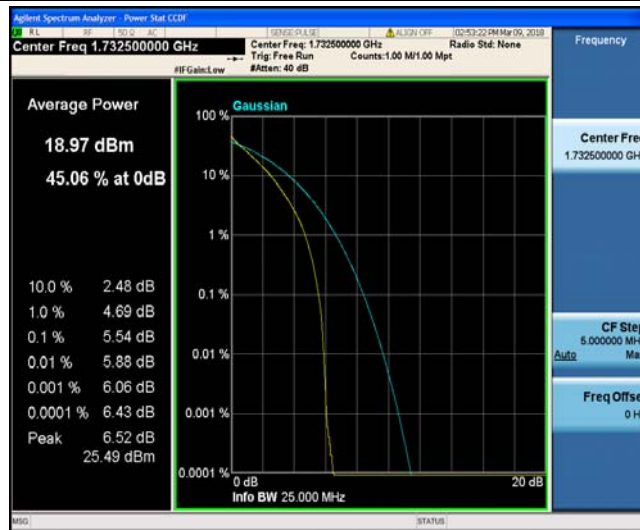 Agilent Spectrum Analyzer - Power Stat CCDF
RL RF 50 Ω AC SENSE:PULSE ALIGN OFF 02:53:22 PM Mar 09, 2018
Center Freq 1.732500000 GHz
Center Freq: 1.732500000 GHz Radio Std: None
Trig: Free Run Counts:1.00 M/1.00 Mpt
#IFGain:Low #Atten: 40 dB
Frequency
Average Power
18.97 dBm
45.06 % at 0dB
10.0 % 2.48 dB
1.0 % 4.69 dB
0.1 % 5.54 dB
0.01 % 5.88 dB
0.001 % 6.06 dB
0.0001 % 6.43 dB
Peak 6.52 dB
25.49 dBm
Gaussian
100 %
10 %
1 %
0.1 %
0.01 %
0.001 %
0.0001 %
0 dB 20 dB
Info BW 25.000 MHz
Center Fre
1.732500000 GH
CF Step
5.000000 MH
Auto Ma
Freq Offse
0 H
MSG STATUS